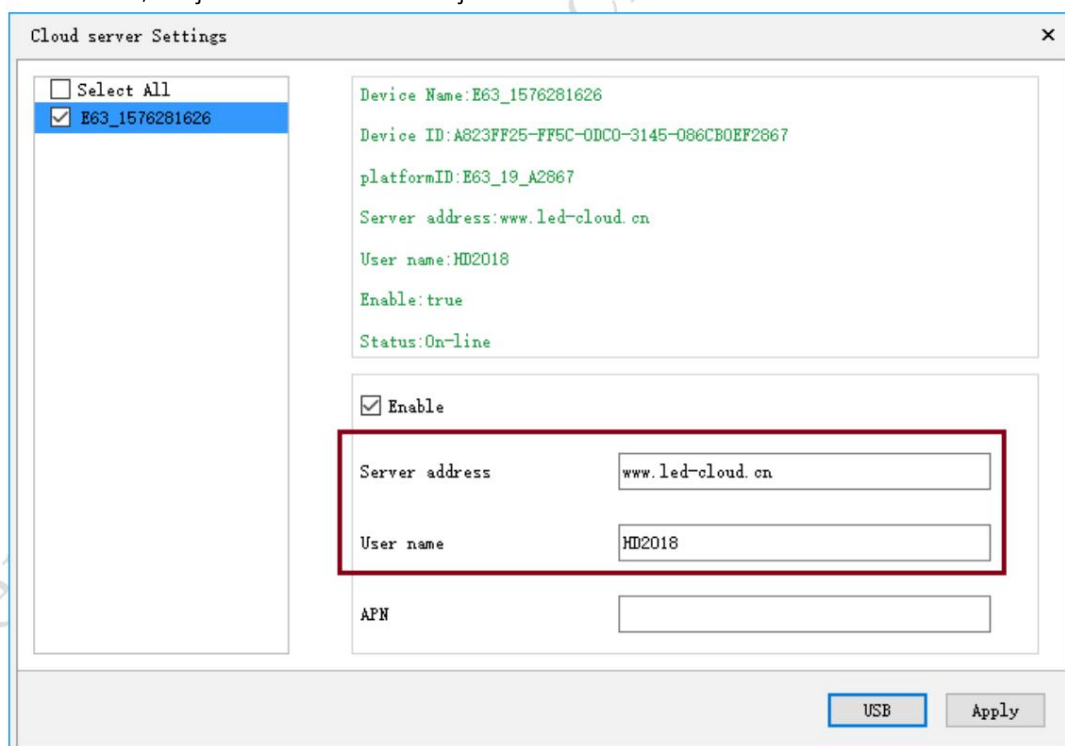 Cloud server Settings
Select All
E63_1576281626
Device Name:E63_1576281626
Device ID:A823FF25-FF5C-0DC0-3145-086CB0EF2867
platformID:E63_19_A2867
Server address:www.led-cloud.cn
User name:HD2018
Enable:true
Status:On-line
Enable
Server address
www.led-cloud.cn
User name
HD2018
APN
USB
Apply